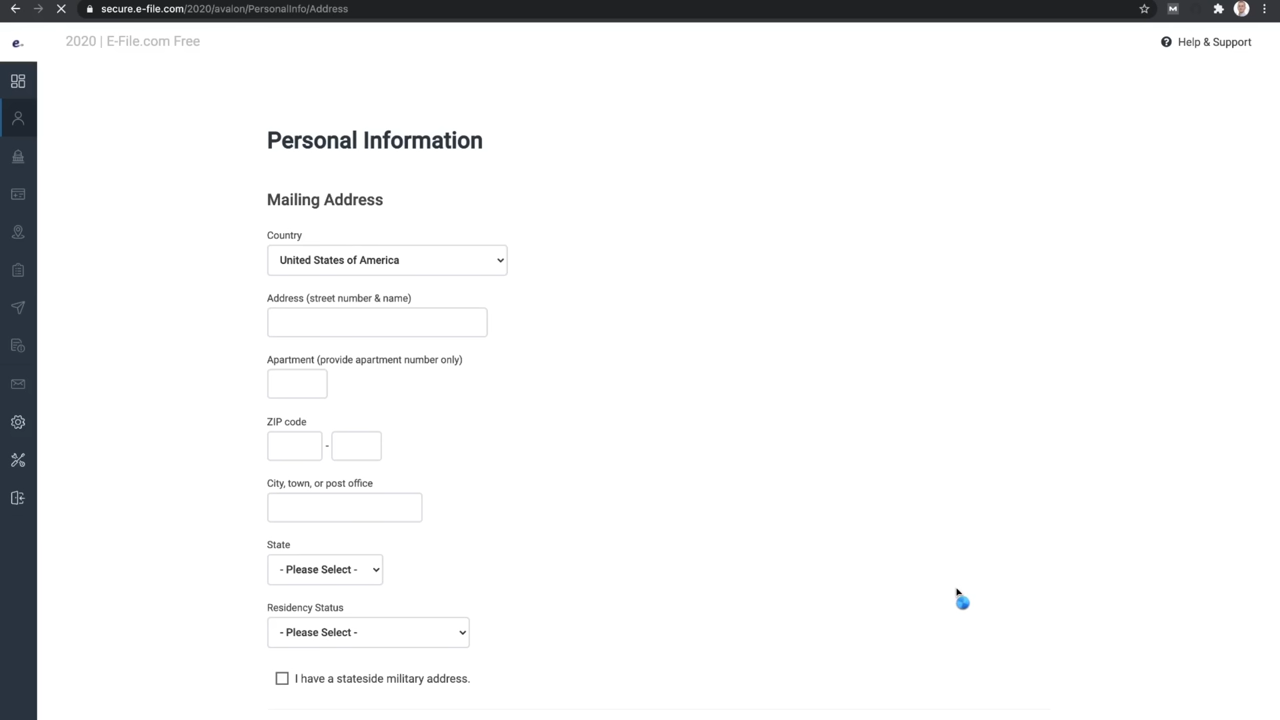 secure.e-file.com/2020/avalon/PersonalInfo/Address
M
e.
2020 | E-File.com Free
? Help & Support
Personal Information
Mailing Address
Country
United States of America
Address (street number & name)
Apartment (provide apartment number only)
ZIP code
-
City, town, or post office
State
- Please Select -
Residency Status
- Please Select -
I have a stateside military address.